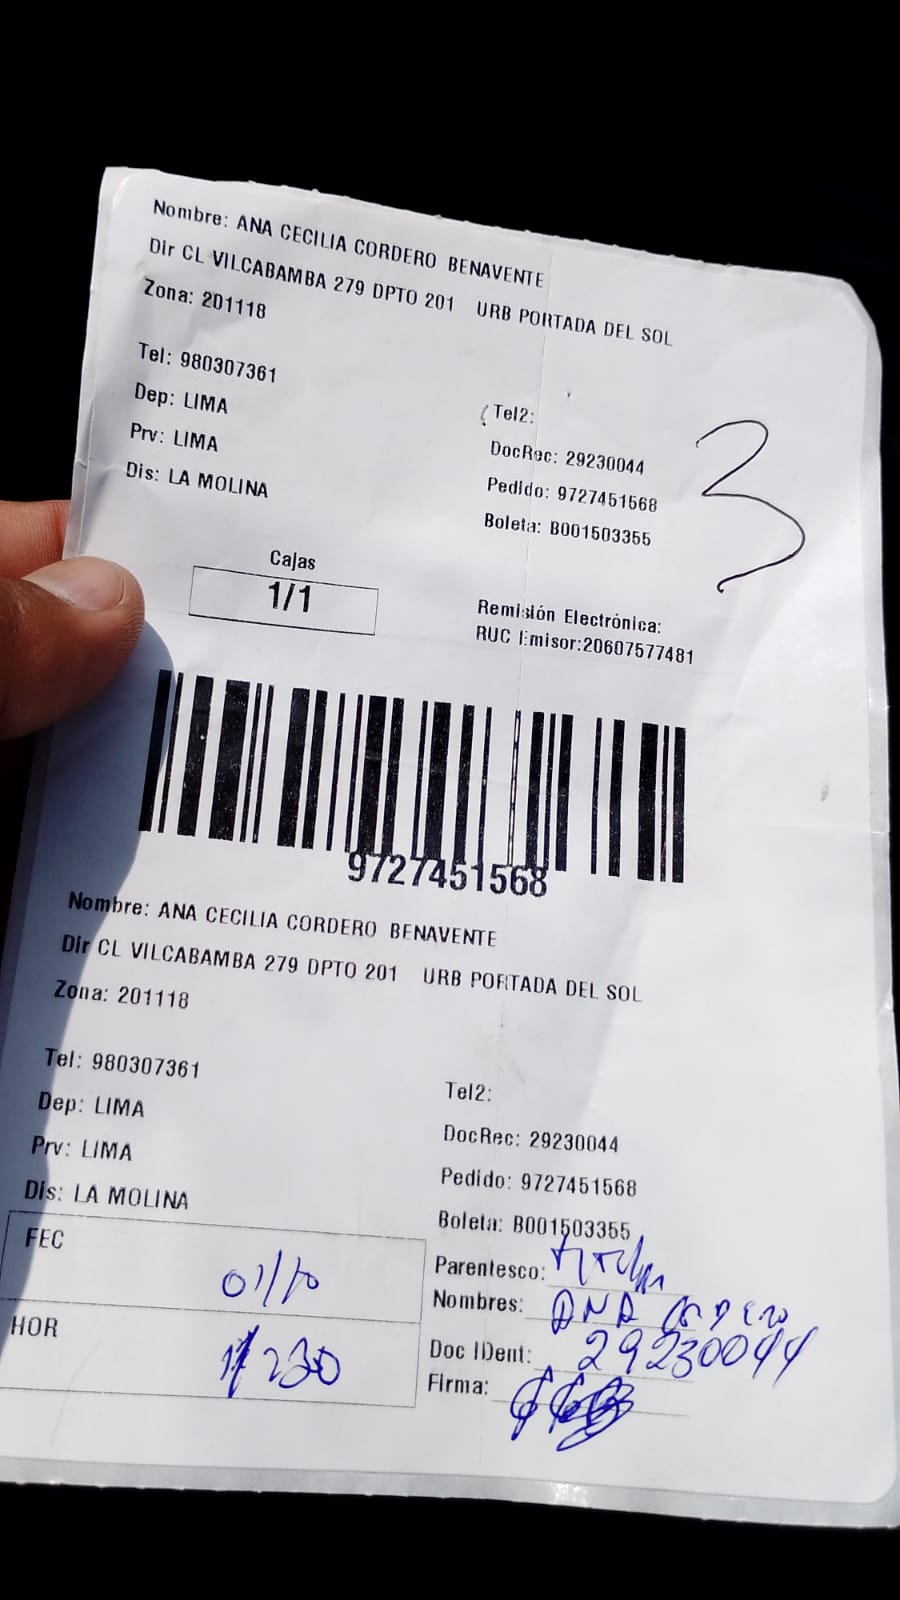 Nombre: ANA CECILIA CORDERO BENAVENTE
Dir CL VILCABAMBA 279 DPTO 201 URB PORTADA DEL SOL
Zona: 201118
Tel: 980307361
Dep: LIMA
Prv: LIMA
Dis: LA MOLINA
Tel2:
DocRec: 29230044
Pedido: 9727451568
Boleta: B001503355
3
Cajas
1/1
Remisión Electrónica:
RUC Emisor:20607577481
9727451568
Nombre: ANA CECILIA CORDERO BENAVENTE
Dir CL VILCABAMBA 279 DPTO 201 URB PORTADA DEL SOL
Zona: 201118
Tel: 980307361
Dep: LIMA
Prv: LIMA
Dis: LA MOLINA
Tel2:
DocRec: 29230044
Pedido: 9727451568
Boleta: B001503355
FEC 01/10
HOR
Parentesco:
Nombres: ANA CORDERO
Doc IDent: 29230044
Firma: